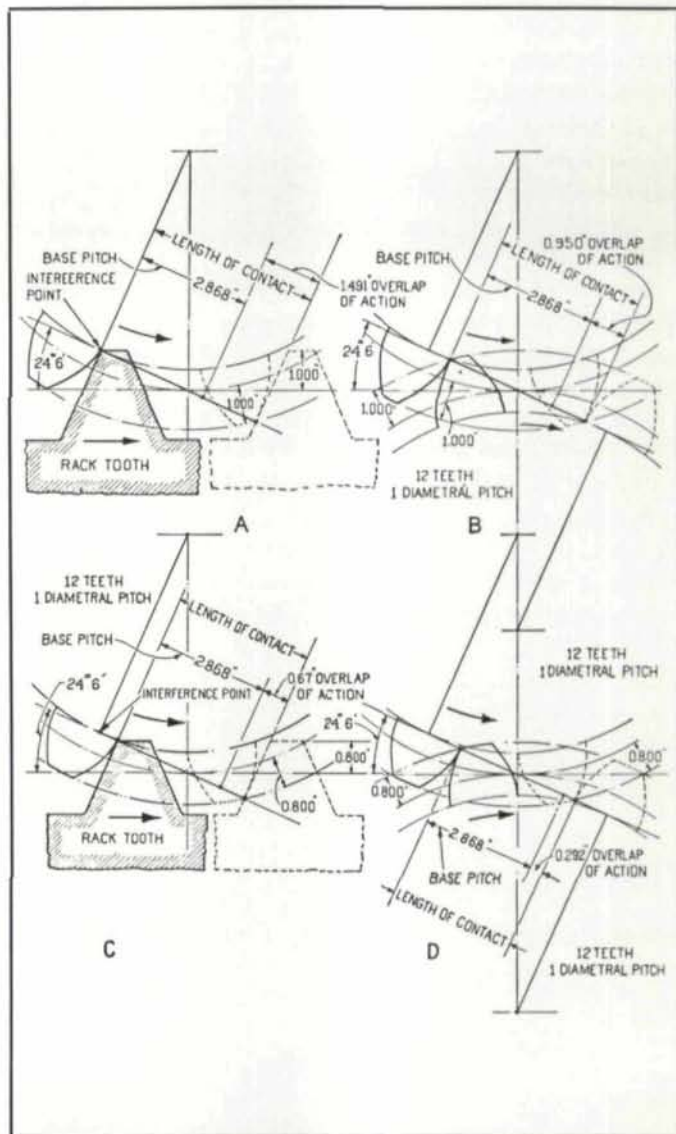 BASE PITCH
INTEREERENCE
POINT
LENGTH OF CONTACT
2.868"
1.491" OVERLAP
OF ACTION
24°6'
1.000"
1.000"
RACK TOOTH
A
BASE PITCH
LENGTH OF CONTACT
2.868"
0.950" OVERLAP
OF ACTION
24°6'
1.000"
1.000"
12 TEETH
1 DIAMETRAL PITCH
B
12 TEETH
1 DIAMETRAL PITCH
BASE PITCH
LENGTH OF CONTACT
2.868"
INTERFERENCE POINT
0.67" OVERLAP
OF ACTION
24°6'
0.800"
0.800"
RACK TOOTH
C
12 TEETH
1 DIAMETRAL PITCH
24°6'
0.800"
0.800"
2.868"
0.292" OVERLAP
OF ACTION
BASE PITCH
LENGTH OF CONTACT
12 TEETH
1 DIAMETRAL PITCH
D